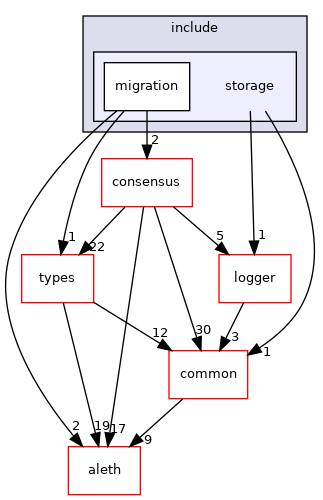 include
migration storage
2
consensus
1 22 5 1
types logger
12 30 3 1
common
2 19 17 9
aleth